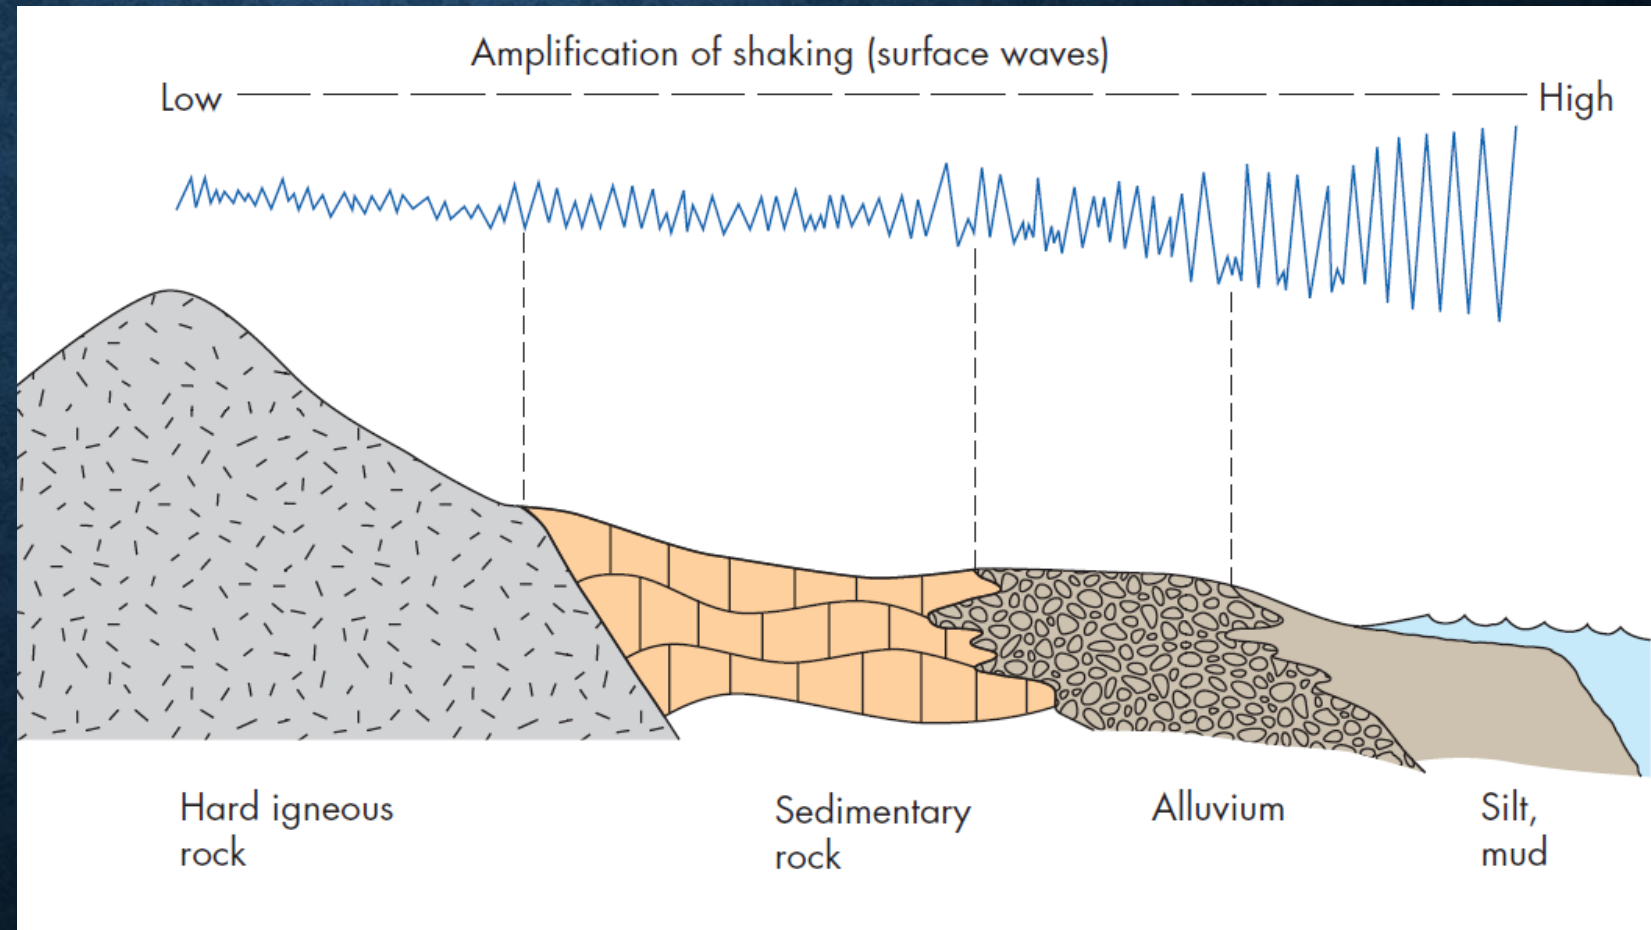 Amplification of shaking (surface waves)
Low
High
Hard igneous
rock
Sedimentary
rock
Alluvium
Silt,
mud